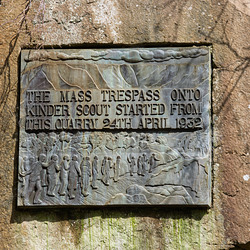 THE MASS TRESPASS ONTO
KINDER SCOUT STARTED FROM
THIS QUARRY 24TH APRIL 1932